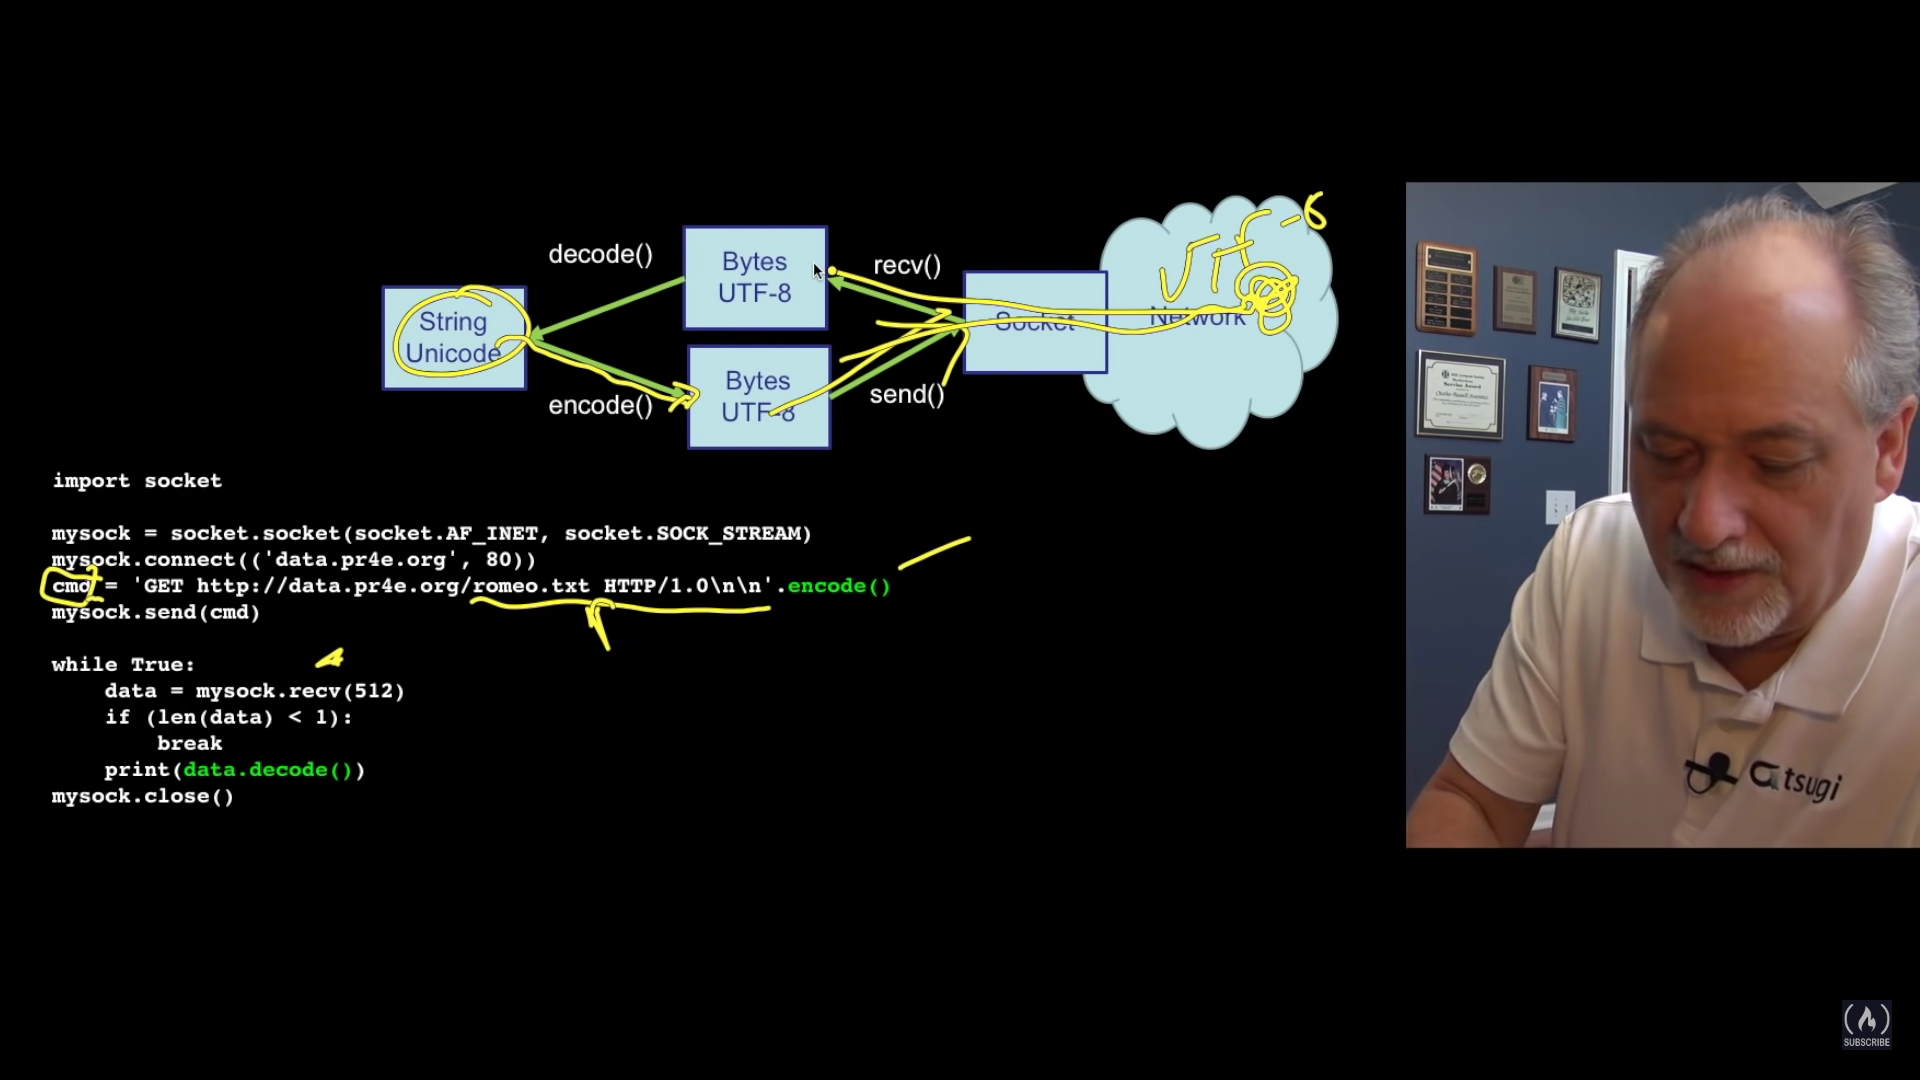 decode()
Bytes
UTF-8
recv()
UTF-8
String
Unicode
Socket
Network
encode()
Bytes
UTF-8
send()
import socket
mysock = socket.socket(socket.AF_INET, socket.SOCK_STREAM)
mysock.connect(('data.pr4e.org', 80))
cmd = 'GET http://data.pr4e.org/romeo.txt HTTP/1.0\n\n'.encode()
mysock.send(cmd)
while True:
    data = mysock.recv(512)
    if (len(data) < 1):
        break
    print(data.decode())
mysock.close()
tsugi
SUBSCRIBE